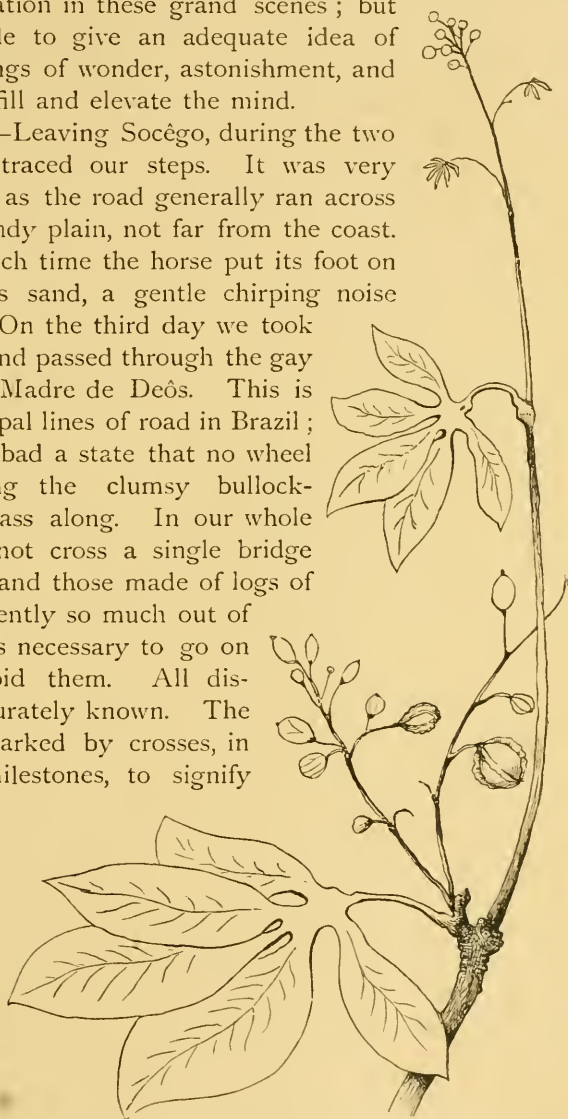 ation in these grand scenes; but
le to give an adequate idea of
ngs of wonder, astonishment, and
fill and elevate the mind.
—Leaving Socêgo, during the two
traced our steps. It was very
as the road generally ran across
ndy plain, not far from the coast.
ch time the horse put its foot on
s sand, a gentle chirping noise
On the third day we took
nd passed through the gay
Madre de Deôs. This is
pal lines of road in Brazil;
bad a state that no wheel
ng the clumsy bullock-
ass along. In our whole
not cross a single bridge
and those made of logs of
ently so much out of
s necessary to go on
oid them. All dis-
urately known. The
arked by crosses, in
ilestones, to signify